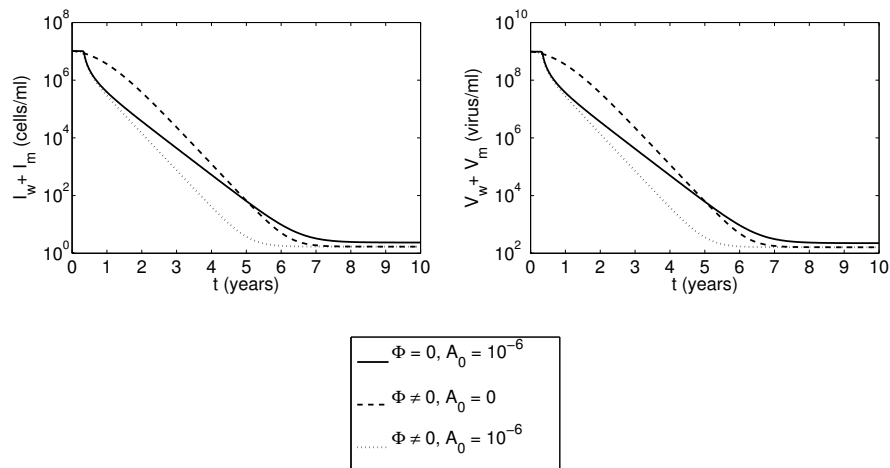 10^8
10^6
10^4
10^2
10^0
I_w + I_m (cells/ml)
0 1 2 3 4 5 6 7 8 9 10
t (years)
10^10
10^8
10^6
10^4
10^2
V_w + V_m (virus/ml)
0 1 2 3 4 5 6 7 8 9 10
t (years)
Φ = 0, A_0 = 10^−6
Φ ≠ 0, A_0 = 0
Φ ≠ 0, A_0 = 10^−6